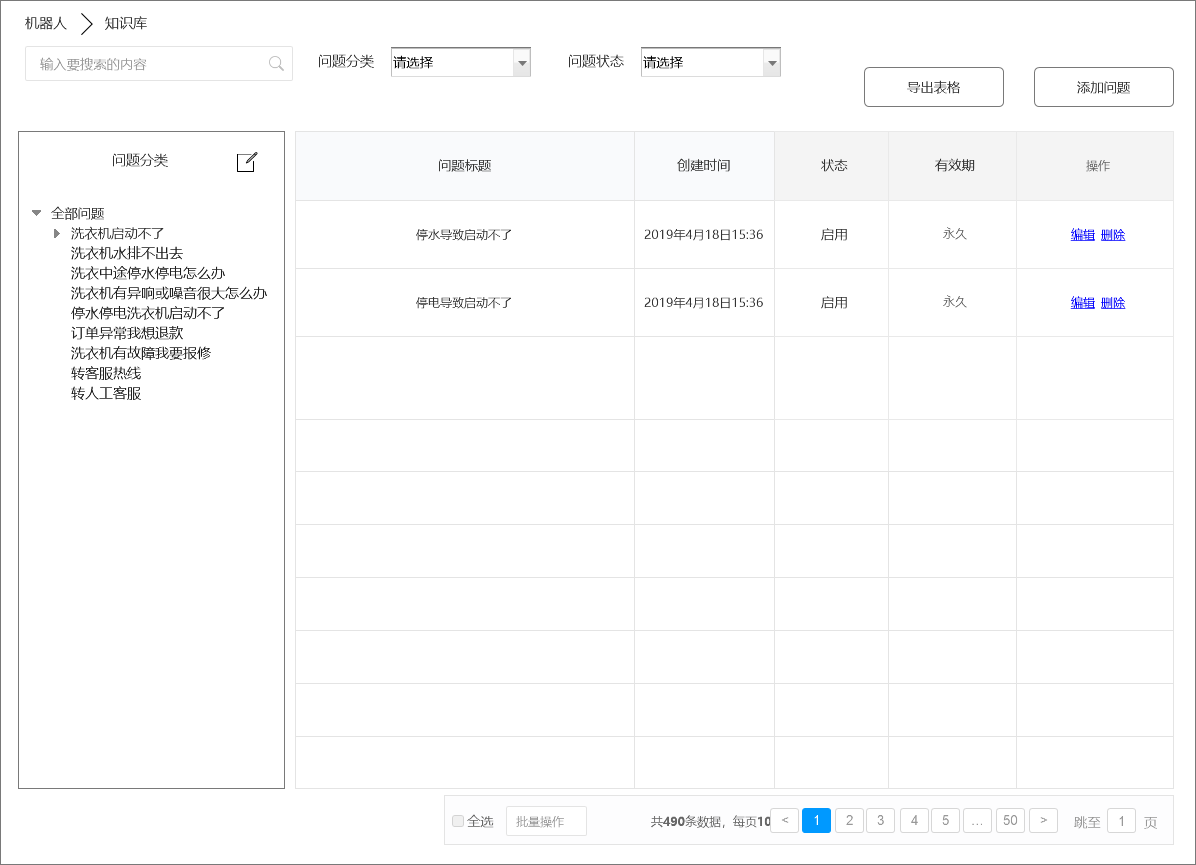 机器人 知识库
输入要搜索的内容 问题分类 请选择 问题状态 请选择
导出表格 添加问题
问题分类
全部问题
洗衣机启动不了
洗衣机水排不出去
洗衣中途停水停电怎么办
洗衣机有异响或噪音很大怎么办
停水停电洗衣机启动不了
订单异常我想退款
洗衣机有故障我要报修
转客服热线
转人工客服
问题标题 创建时间 状态 有效期 操作
停水导致启动不了 2019年4月18日15:36 启用 永久 编辑 删除
停电导致启动不了 2019年4月18日15:36 启用 永久 编辑 删除
全选 批量操作 共490条数据，每页10 < 1 2 3 4 5 ... 50 > 跳至 1 页